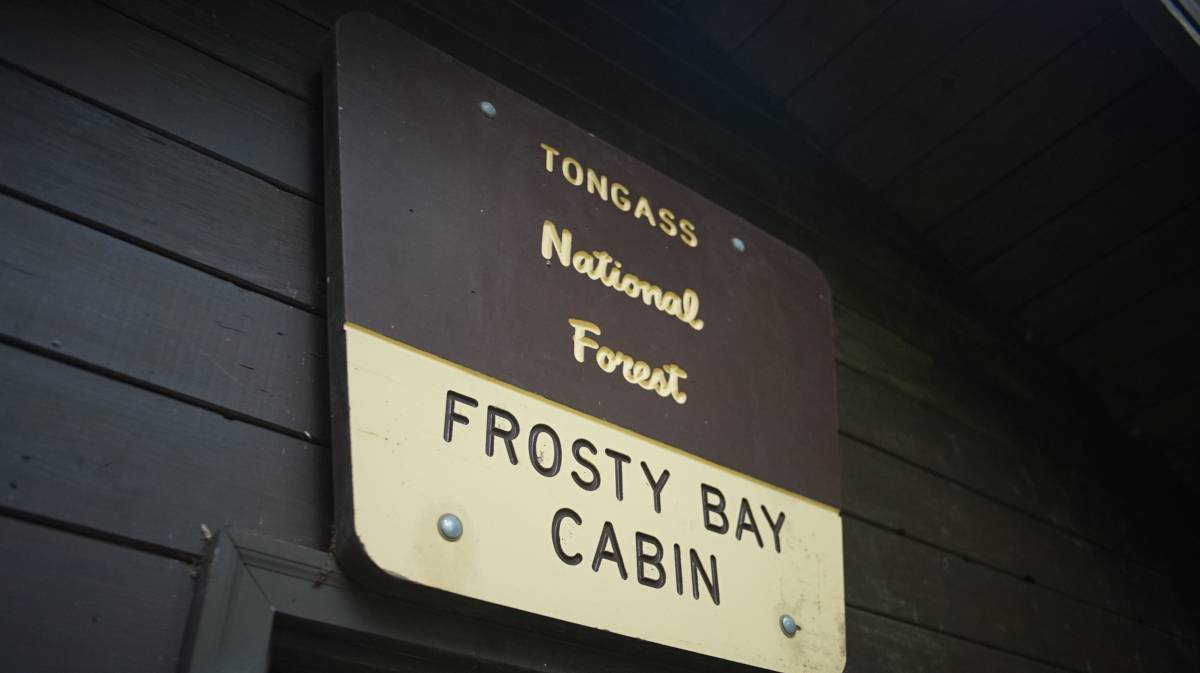 TONGASS
National
Forest
FROSTY BAY
CABIN